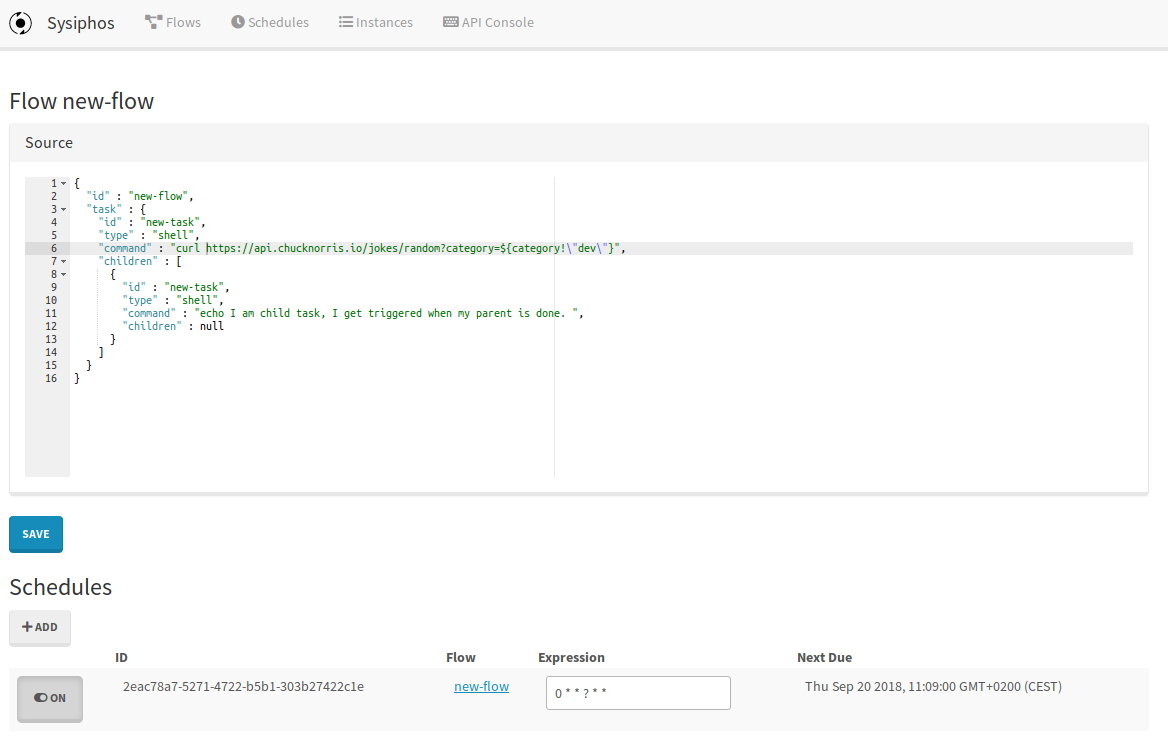 Sysiphos Flows Schedules Instances API Console
Flow new-flow
Source
1 {
2 "id" : "new-flow",
3 "task" : {
4 "id" : "new-task",
5 "type" : "shell",
6 "command" : "curl https://api.chucknorris.io/jokes/random?category=${category!\"dev\"}",
7 "children" : [
8 {
9 "id" : "new-task",
10 "type" : "shell",
11 "command" : "echo I am child task, I get triggered when my parent is done. ",
12 "children" : null
13 }
14 ]
15 }
16 }
SAVE
Schedules
+ ADD
ID Flow Expression Next Due
ON 2eac78a7-5271-4722-b5b1-303b27422c1e new-flow 0 * * ? * * Thu Sep 20 2018, 11:09:00 GMT+0200 (CEST)